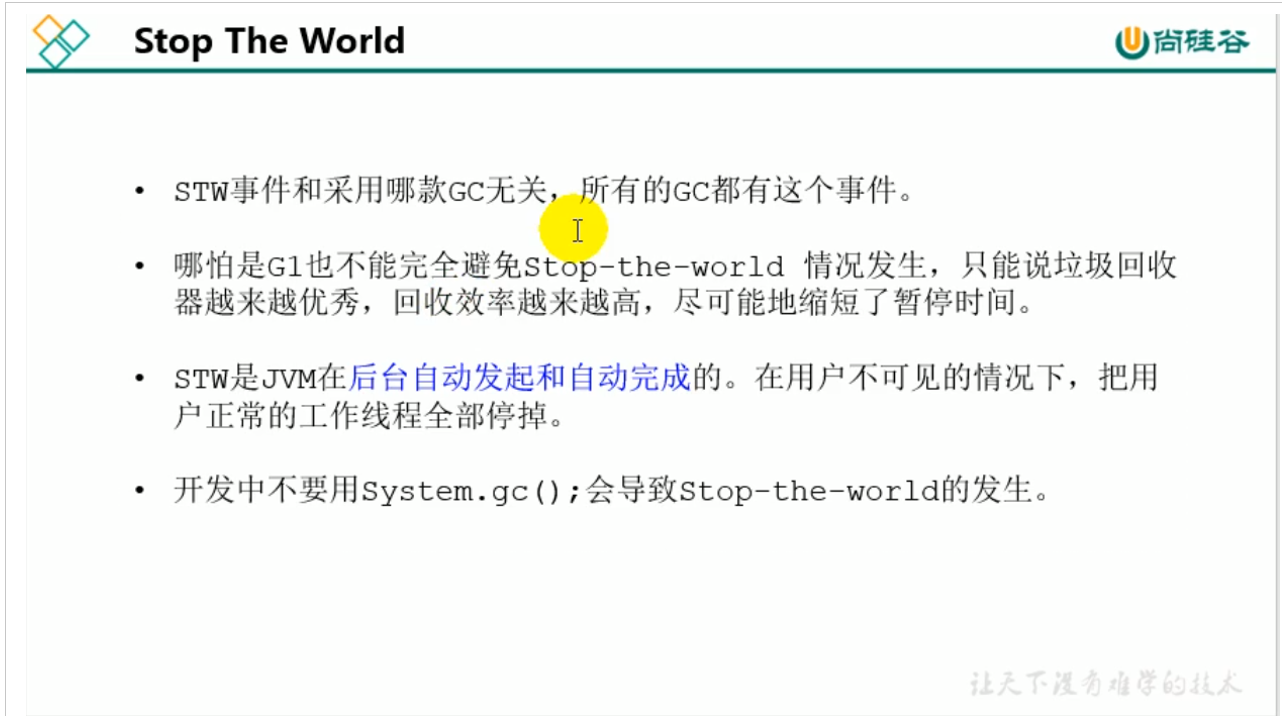 Stop The World
尚硅谷
• STW事件和采用哪款GC无关，所有的GC都有这个事件。
• 哪怕是G1也不能完全避免Stop-the-world 情况发生，只能说垃圾回收
器越来越优秀，回收效率越来越高，尽可能地缩短了暂停时间。
• STW是JVM在后台自动发起和自动完成的。在用户不可见的情况下，把用
户正常的工作线程全部停掉。
• 开发中不要用System.gc();会导致Stop-the-world的发生。
让天下没有难学的技术